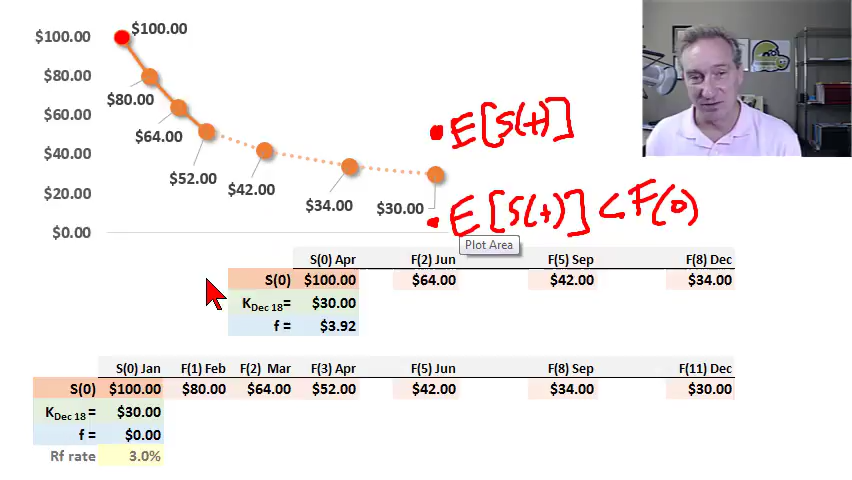 $100.00
$100.00
$80.00
$80.00
$60.00
$64.00
$40.00
$52.00
$42.00
$34.00
$30.00
$20.00
$0.00
E[S(t)]
E[S(t)] < F(0)
Plot Area
S(0) Apr F(2) Jun F(5) Sep F(8) Dec
S(0) $100.00 $64.00 $42.00 $34.00
K Dec 18 = $30.00
f = $3.92
S(0) Jan F(1) Feb F(2) Mar F(3) Apr F(5) Jun F(8) Sep F(11) Dec
S(0) $100.00 $80.00 $64.00 $52.00 $42.00 $34.00 $30.00
K Dec 18 = $30.00
f = $0.00
Rf rate 3.0%